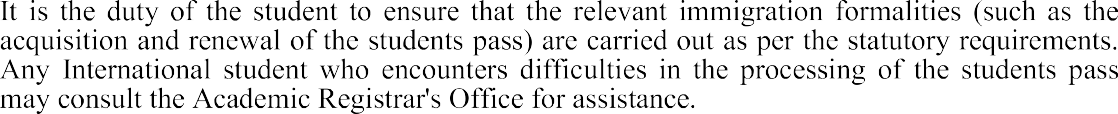 It is the duty of the student to ensure that the relevant immigration formalities (such as the
acquisition and renewal of the students pass) are carried out as per the statutory requirements.
Any International student who encounters difficulties in the processing of the students pass
may consult the Academic Registrar's Office for assistance.